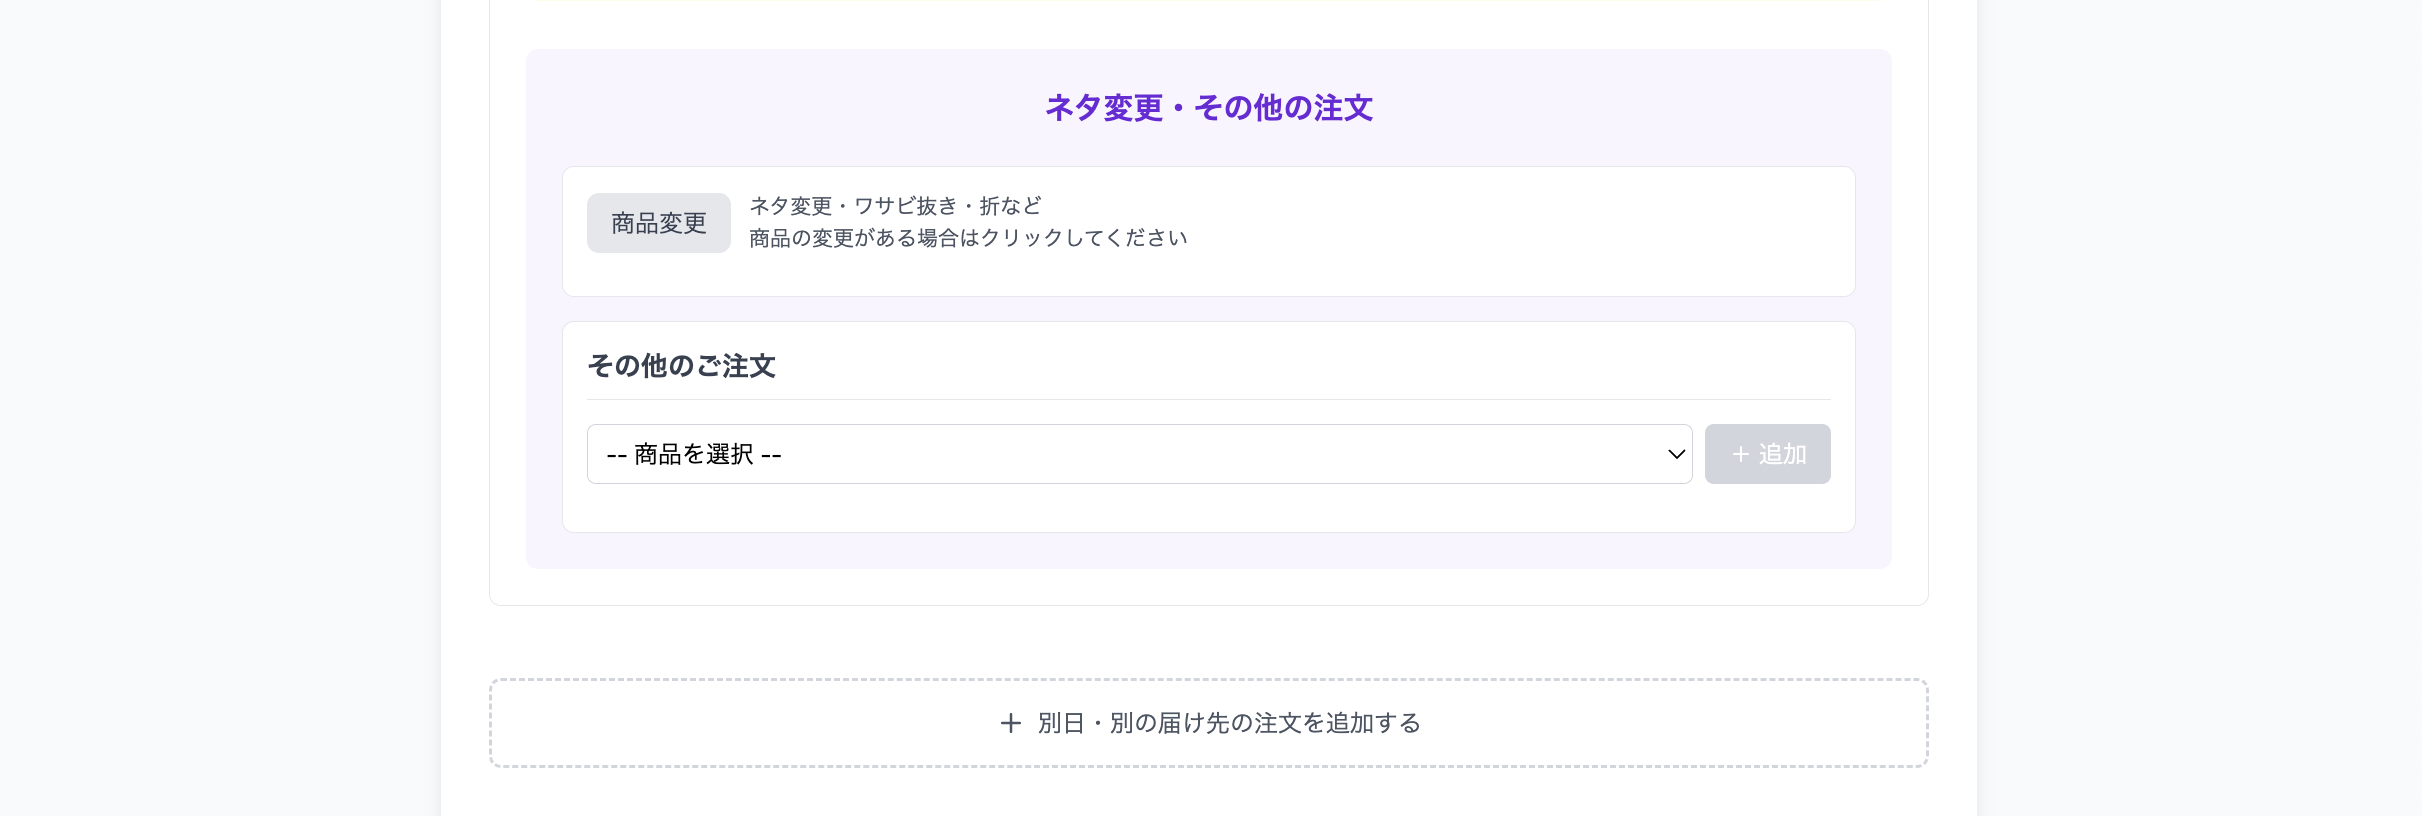 ネタ変更・その他の注文
商品変更
ネタ変更・ワサビ抜き・折など
商品の変更がある場合はクリックしてください
その他のご注文
-- 商品を選択 --
＋ 追加
＋ 別日・別の届け先の注文を追加する